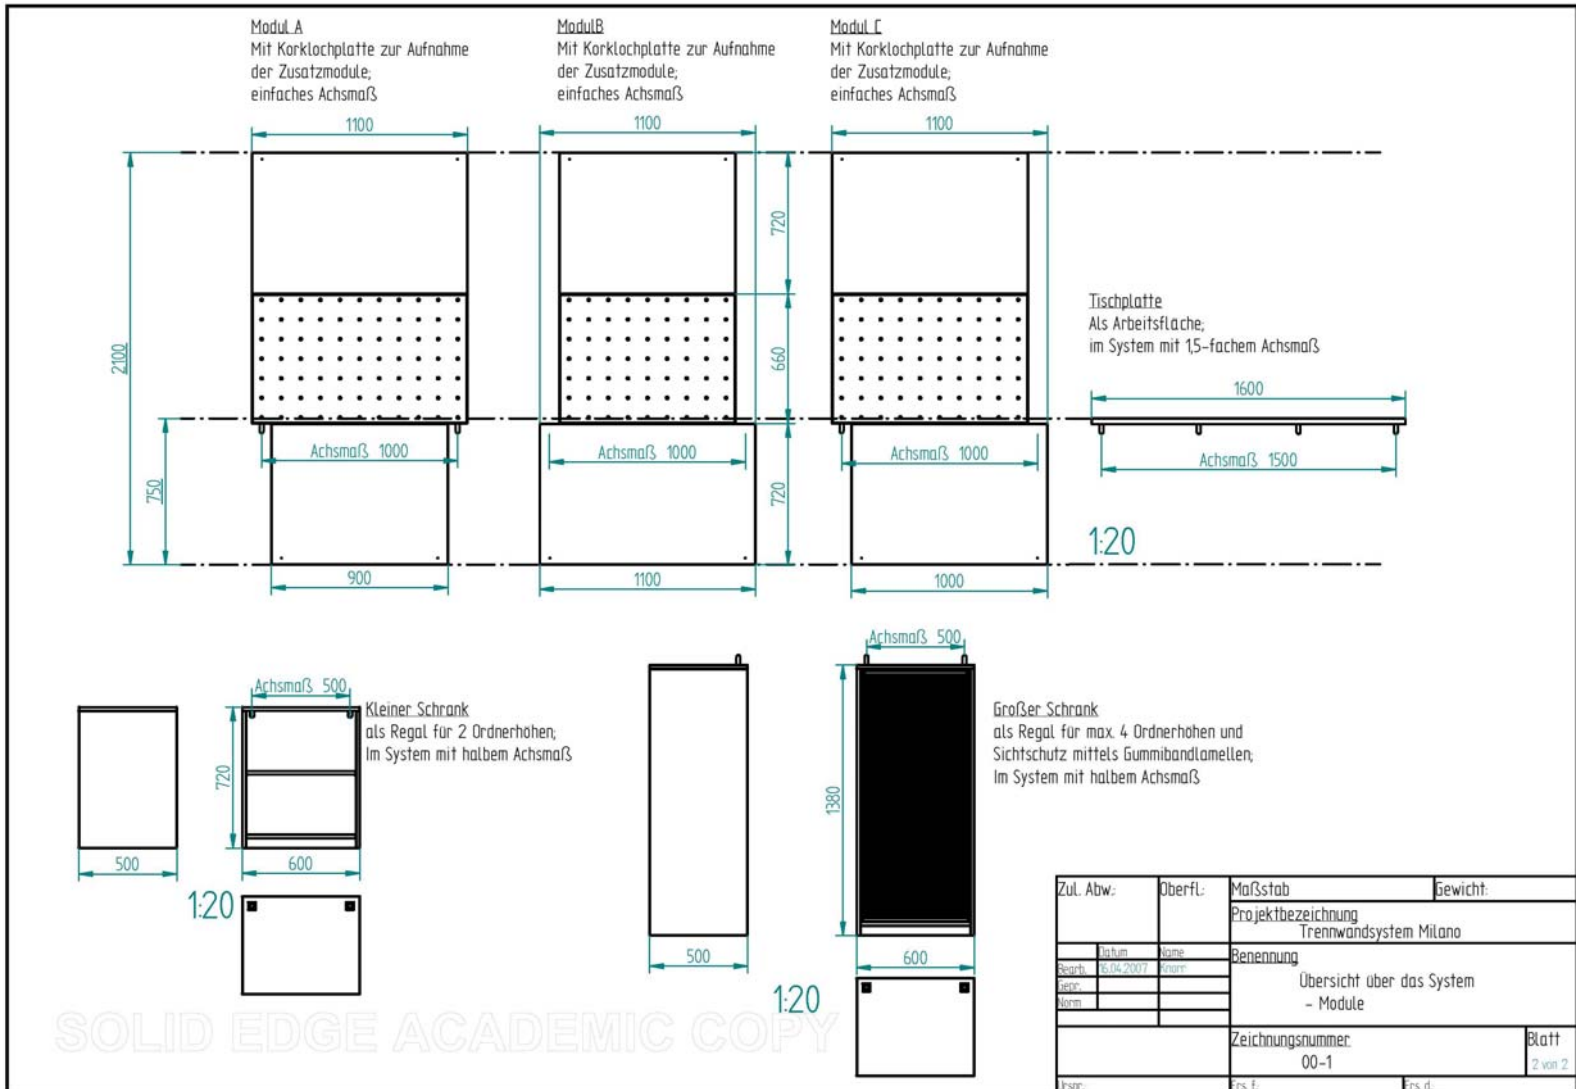 Modul A
Mit Korklochplatte zur Aufnahme
der Zusatzmodule;
einfaches Achsmaß
ModulB
Mit Korklochplatte zur Aufnahme
der Zusatzmodule;
einfaches Achsmaß
Modul C
Mit Korklochplatte zur Aufnahme
der Zusatzmodule;
einfaches Achsmaß
1100
1100
1100
720
660
720
2100
750
Achsmaß 1000
Achsmaß 1000
Achsmaß 1000
900
1100
1000
Tischplatte
Als Arbeitsfläche;
im System mit 1,5-fachem Achsmaß
1600
Achsmaß 1500
1:20
Achsmaß 500
720
500
600
Kleiner Schrank
als Regal für 2 Ordnerhöhen;
Im System mit halbem Achsmaß
1:20
Achsmaß 500
1380
500
600
Großer Schrank
als Regal für max. 4 Ordnerhöhen und
Sichtschutz mittels Gummibandlamellen;
Im System mit halbem Achsmaß
1:20
SOLID EDGE ACADEMIC COPY
Zul. Abw.: Oberfl.: Maßstab Gewicht:
Projektbezeichnung
Trennwandsystem Milano
Datum Name
Bearb. 16.04.2007 Knorr
Gepr.
Norm
Benennung
Übersicht über das System
- Module
Zeichnungsnummer
00-1
Blatt
2 von 2
Urspr. Ers. f.: Ers. d.